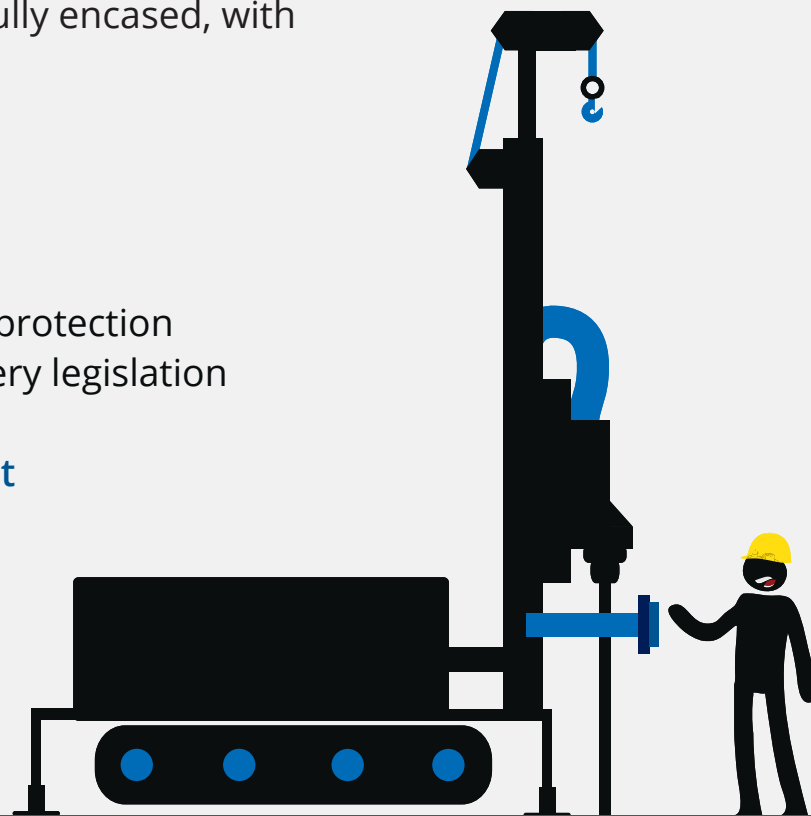 ully encased, with
protection
ery legislation
t